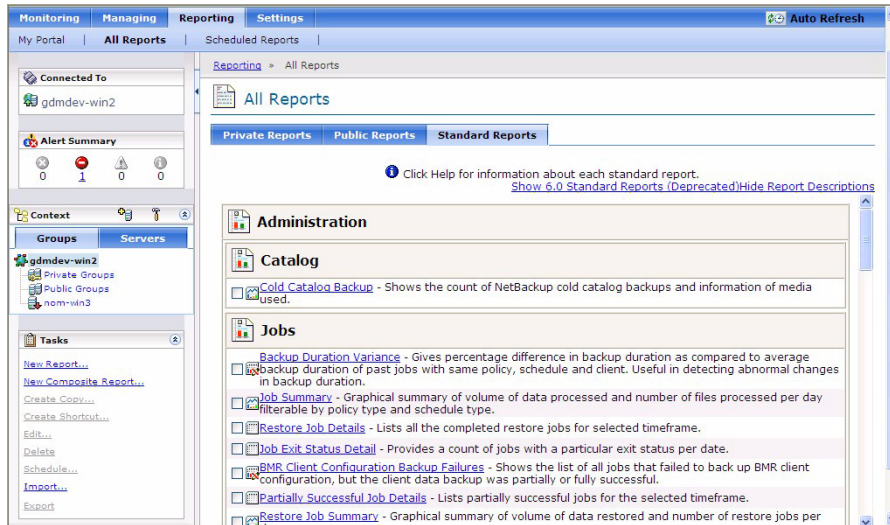 Monitoring Managing Reporting Settings Auto Refresh
My Portal | All Reports | Scheduled Reports |
Connected To
gdmdev-win2
Alert Summary
0 1 0 0
Context
Groups Servers
gdmdev-win2
Private Groups
Public Groups
nom-win3
Tasks
New Report...
New Composite Report...
Create Copy...
Create Shortcut...
Edit...
Delete
Schedule...
Import...
Export
Reporting » All Reports
All Reports
Private Reports Public Reports Standard Reports
Click Help for information about each standard report.
Show 6.0 Standard Reports (Deprecated)Hide Report Descriptions
Administration
Catalog
Cold Catalog Backup - Shows the count of NetBackup cold catalog backups and information of media
used.
Jobs
Backup Duration Variance - Gives percentage difference in backup duration as compared to average
backup duration of past jobs with same policy, schedule and client. Useful in detecting abnormal changes
in backup duration.
Job Summary - Graphical summary of volume of data processed and number of files processed per day
filterable by policy type and schedule type.
Restore Job Details - Lists all the completed restore jobs for selected timeframe.
Job Exit Status Detail - Provides a count of jobs with a particular exit status per date.
BMR Client Configuration Backup Failures - Shows the list of all jobs that failed to back up BMR client
configuration, but the client data backup was partially or fully successful.
Partially Successful Job Details - Lists partially successful jobs for the selected timeframe.
Restore Job Summary - Graphical summary of volume of data restored and number of restore jobs per